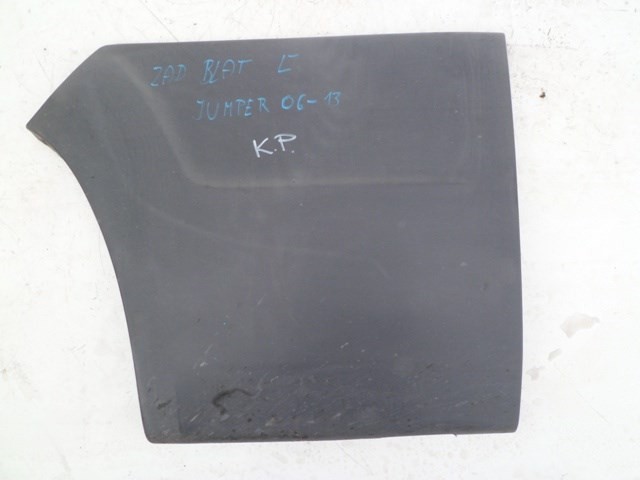 ZAD BLAT L
JUMPER 06-13
K.P.